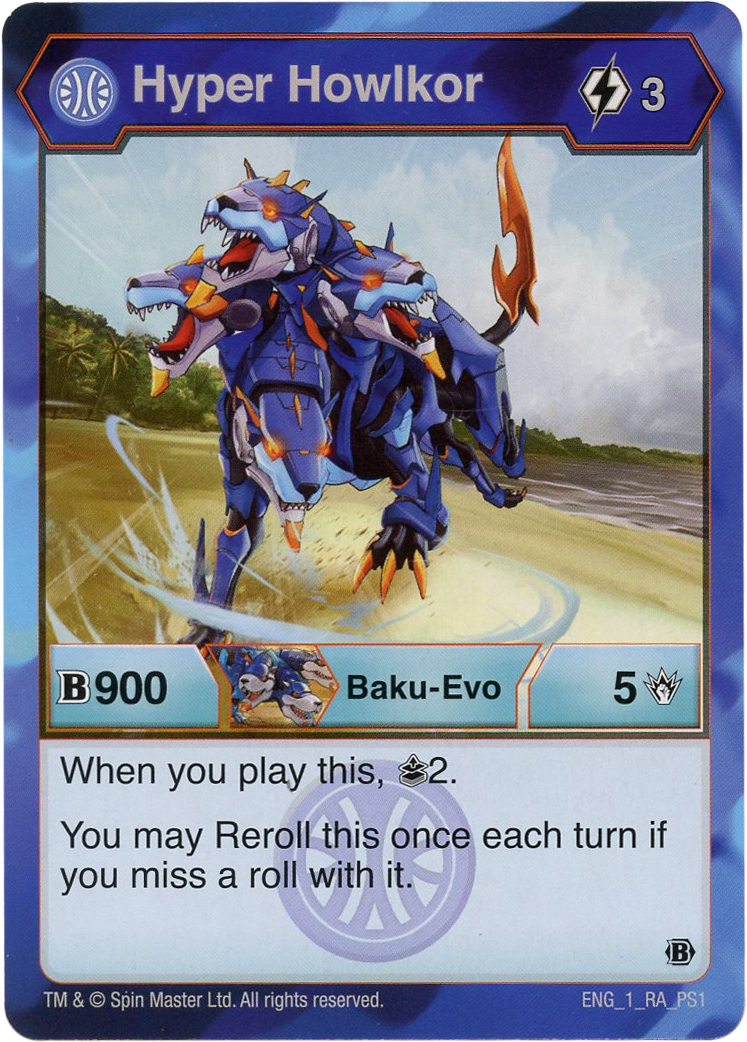 Hyper Howlkor
3
B 900
Baku-Evo
5
When you play this, 2.
You may Reroll this once each turn if
you miss a roll with it.
B
TM & © Spin Master Ltd. All rights reserved.
ENG_1_RA_PS1